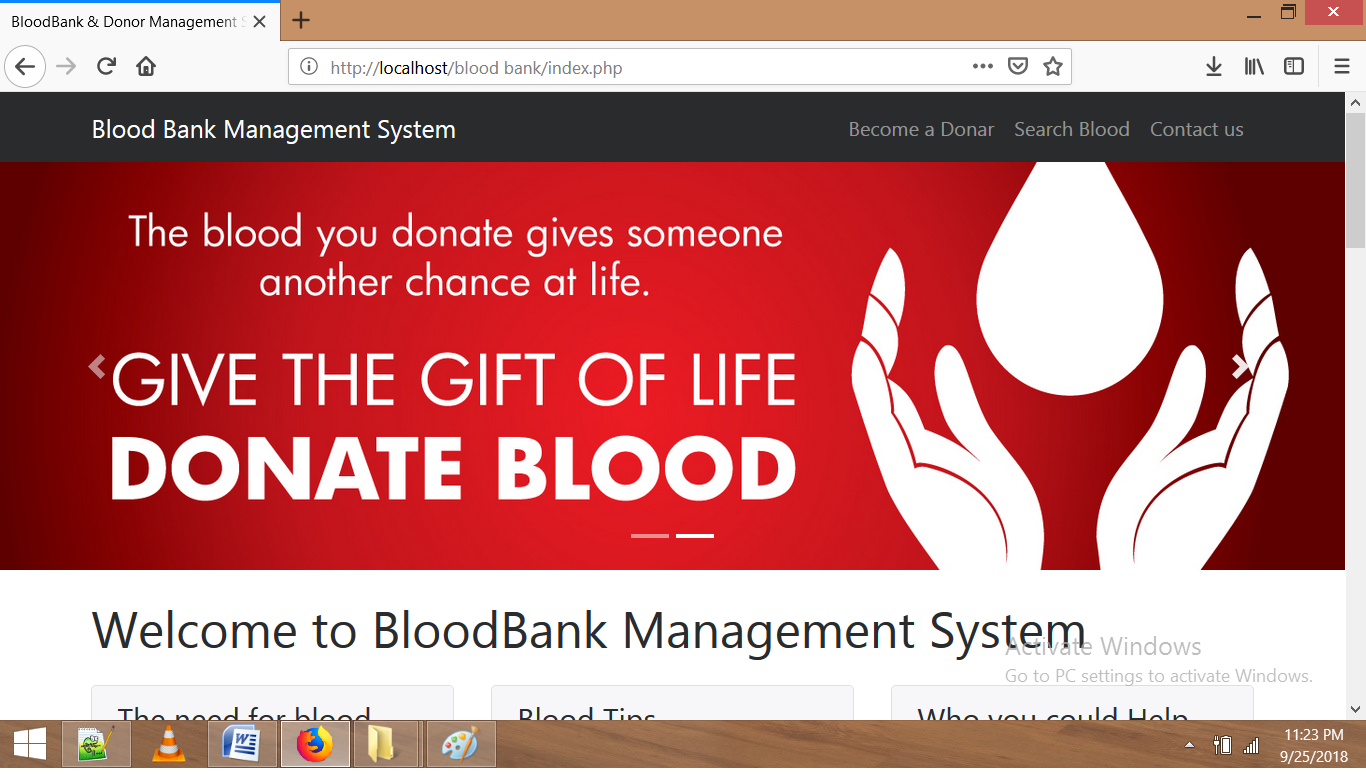 BloodBank & Donor Management S
http://localhost/blood bank/index.php
Blood Bank Management System
Become a Donar
Search Blood
Contact us
The blood you donate gives someone
another chance at life.
GIVE THE GIFT OF LIFE
DONATE BLOOD
Welcome to BloodBank Management System
Activate Windows
Go to PC settings to activate Windows.
The need for blood
Blood Tips
Who you could Help
11:23 PM
9/25/2018